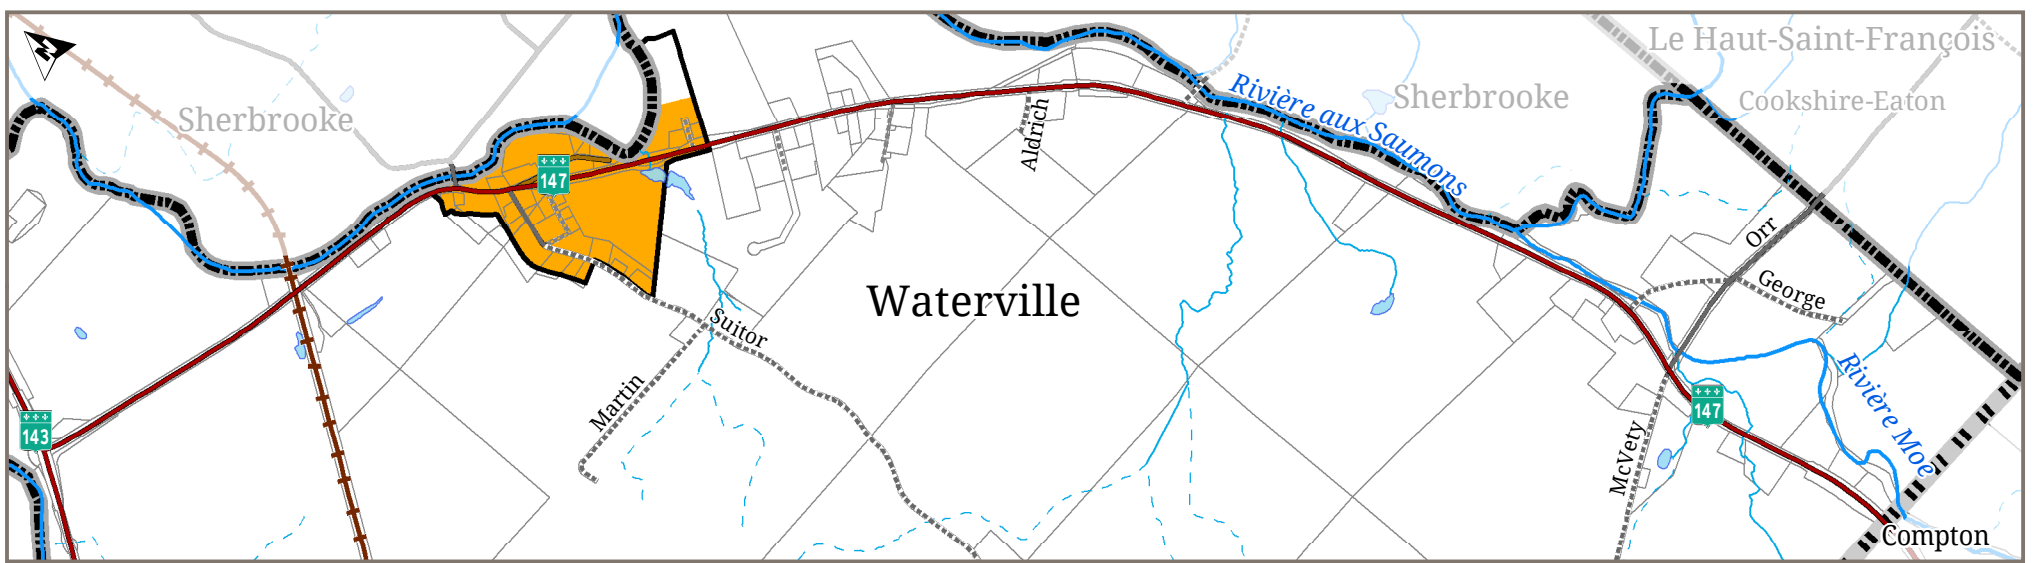 N
Le Haut-Saint-François
Sherbrooke
Rivière aux Saumons
Sherbrooke
Cookshire-Eaton
Aldrich
147
Orr
George
Waterville
Suitor
Martin
Rivière Moe
147
143
McVety
Compton